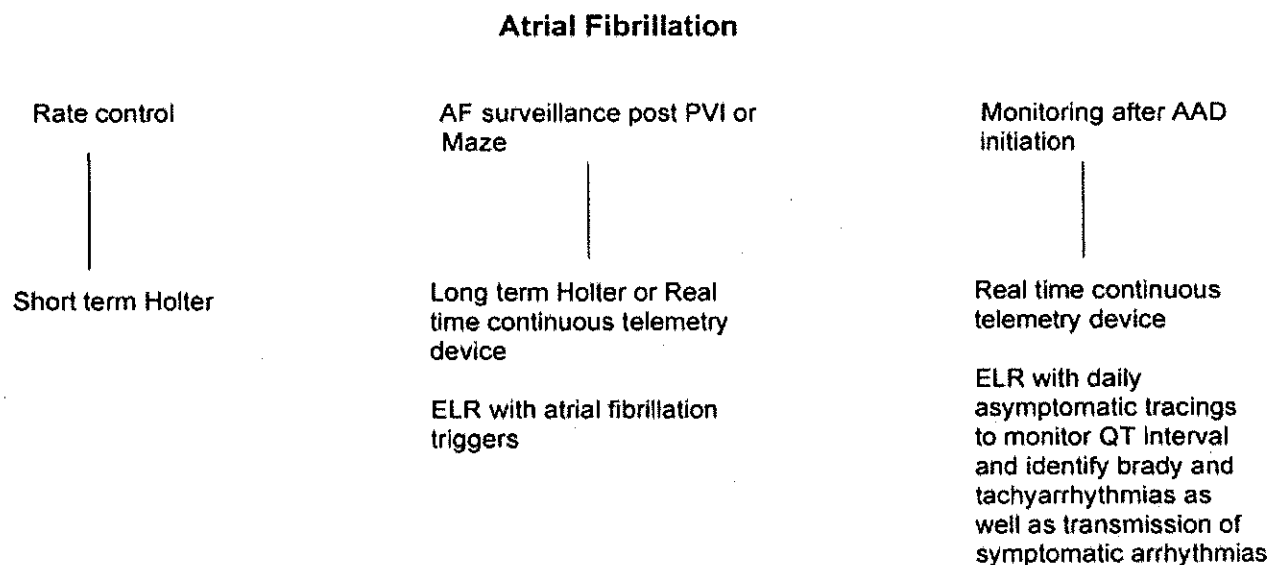 Atrial Fibrillation
Rate control
Short term Holter
AF surveillance post PVI or
Maze
Long term Holter or Real
time continuous telemetry
device
ELR with atrial fibrillation
triggers
Monitoring after AAD
initiation
Real time continuous
telemetry device
ELR with daily
asymptomatic tracings
to monitor QT interval
and identify brady and
tachyarrhythmias as
well as transmission of
symptomatic arrhythmias